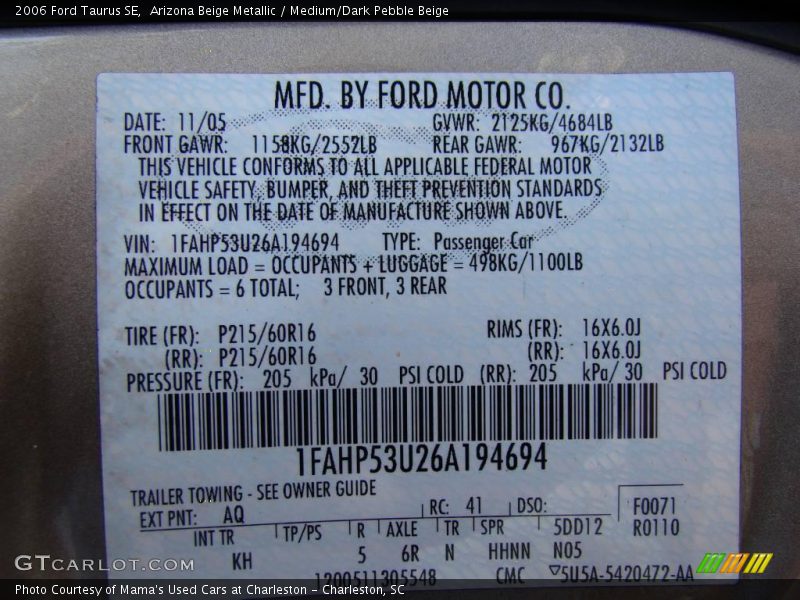 2006 Ford Taurus SE, Arizona Beige Metallic / Medium/Dark Pebble Beige
MFD. BY FORD MOTOR CO.
DATE: 11/05 GVWR: 2125KG/4684LB
FRONT GAWR: 1158KG/2552LB REAR GAWR: 967KG/2132LB
THIS VEHICLE CONFORMS TO ALL APPLICABLE FEDERAL MOTOR
VEHICLE SAFETY, BUMPER, AND THEFT PREVENTION STANDARDS
IN EFFECT ON THE DATE OF MANUFACTURE SHOWN ABOVE.
VIN: 1FAHP53U26A194694 TYPE: Passenger Car
MAXIMUM LOAD = OCCUPANTS + LUGGAGE = 498KG/1100LB
OCCUPANTS = 6 TOTAL; 3 FRONT, 3 REAR
TIRE (FR): P215/60R16 RIMS (FR): 16X6.0J
(RR): P215/60R16 (RR): 16X6.0J
PRESSURE (FR): 205 kPa/ 30 PSI COLD (RR): 205 kPa/ 30 PSI COLD
1FAHP53U26A194694
TRAILER TOWING - SEE OWNER GUIDE
EXT PNT: AQ RC: 41 DSO: F0071
INT TR TP/PS R AXLE TR SPR 5DD12 R0110
KH 5 6R N HHNN N05
1200511305548 CMC 5U5A-5420472-AA
GTCarLot.com
Photo Courtesy of Mama's Used Cars at Charleston - Charleston, SC